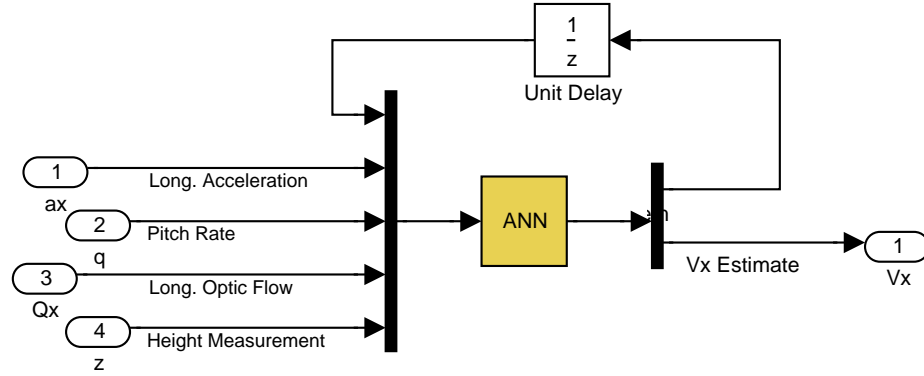 1
z
Unit Delay
1
Long. Acceleration
ax
2
Pitch Rate
q
3
Long. Optic Flow
Qx
4
Height Measurement
z
ANN
Vx Estimate
1
Vx